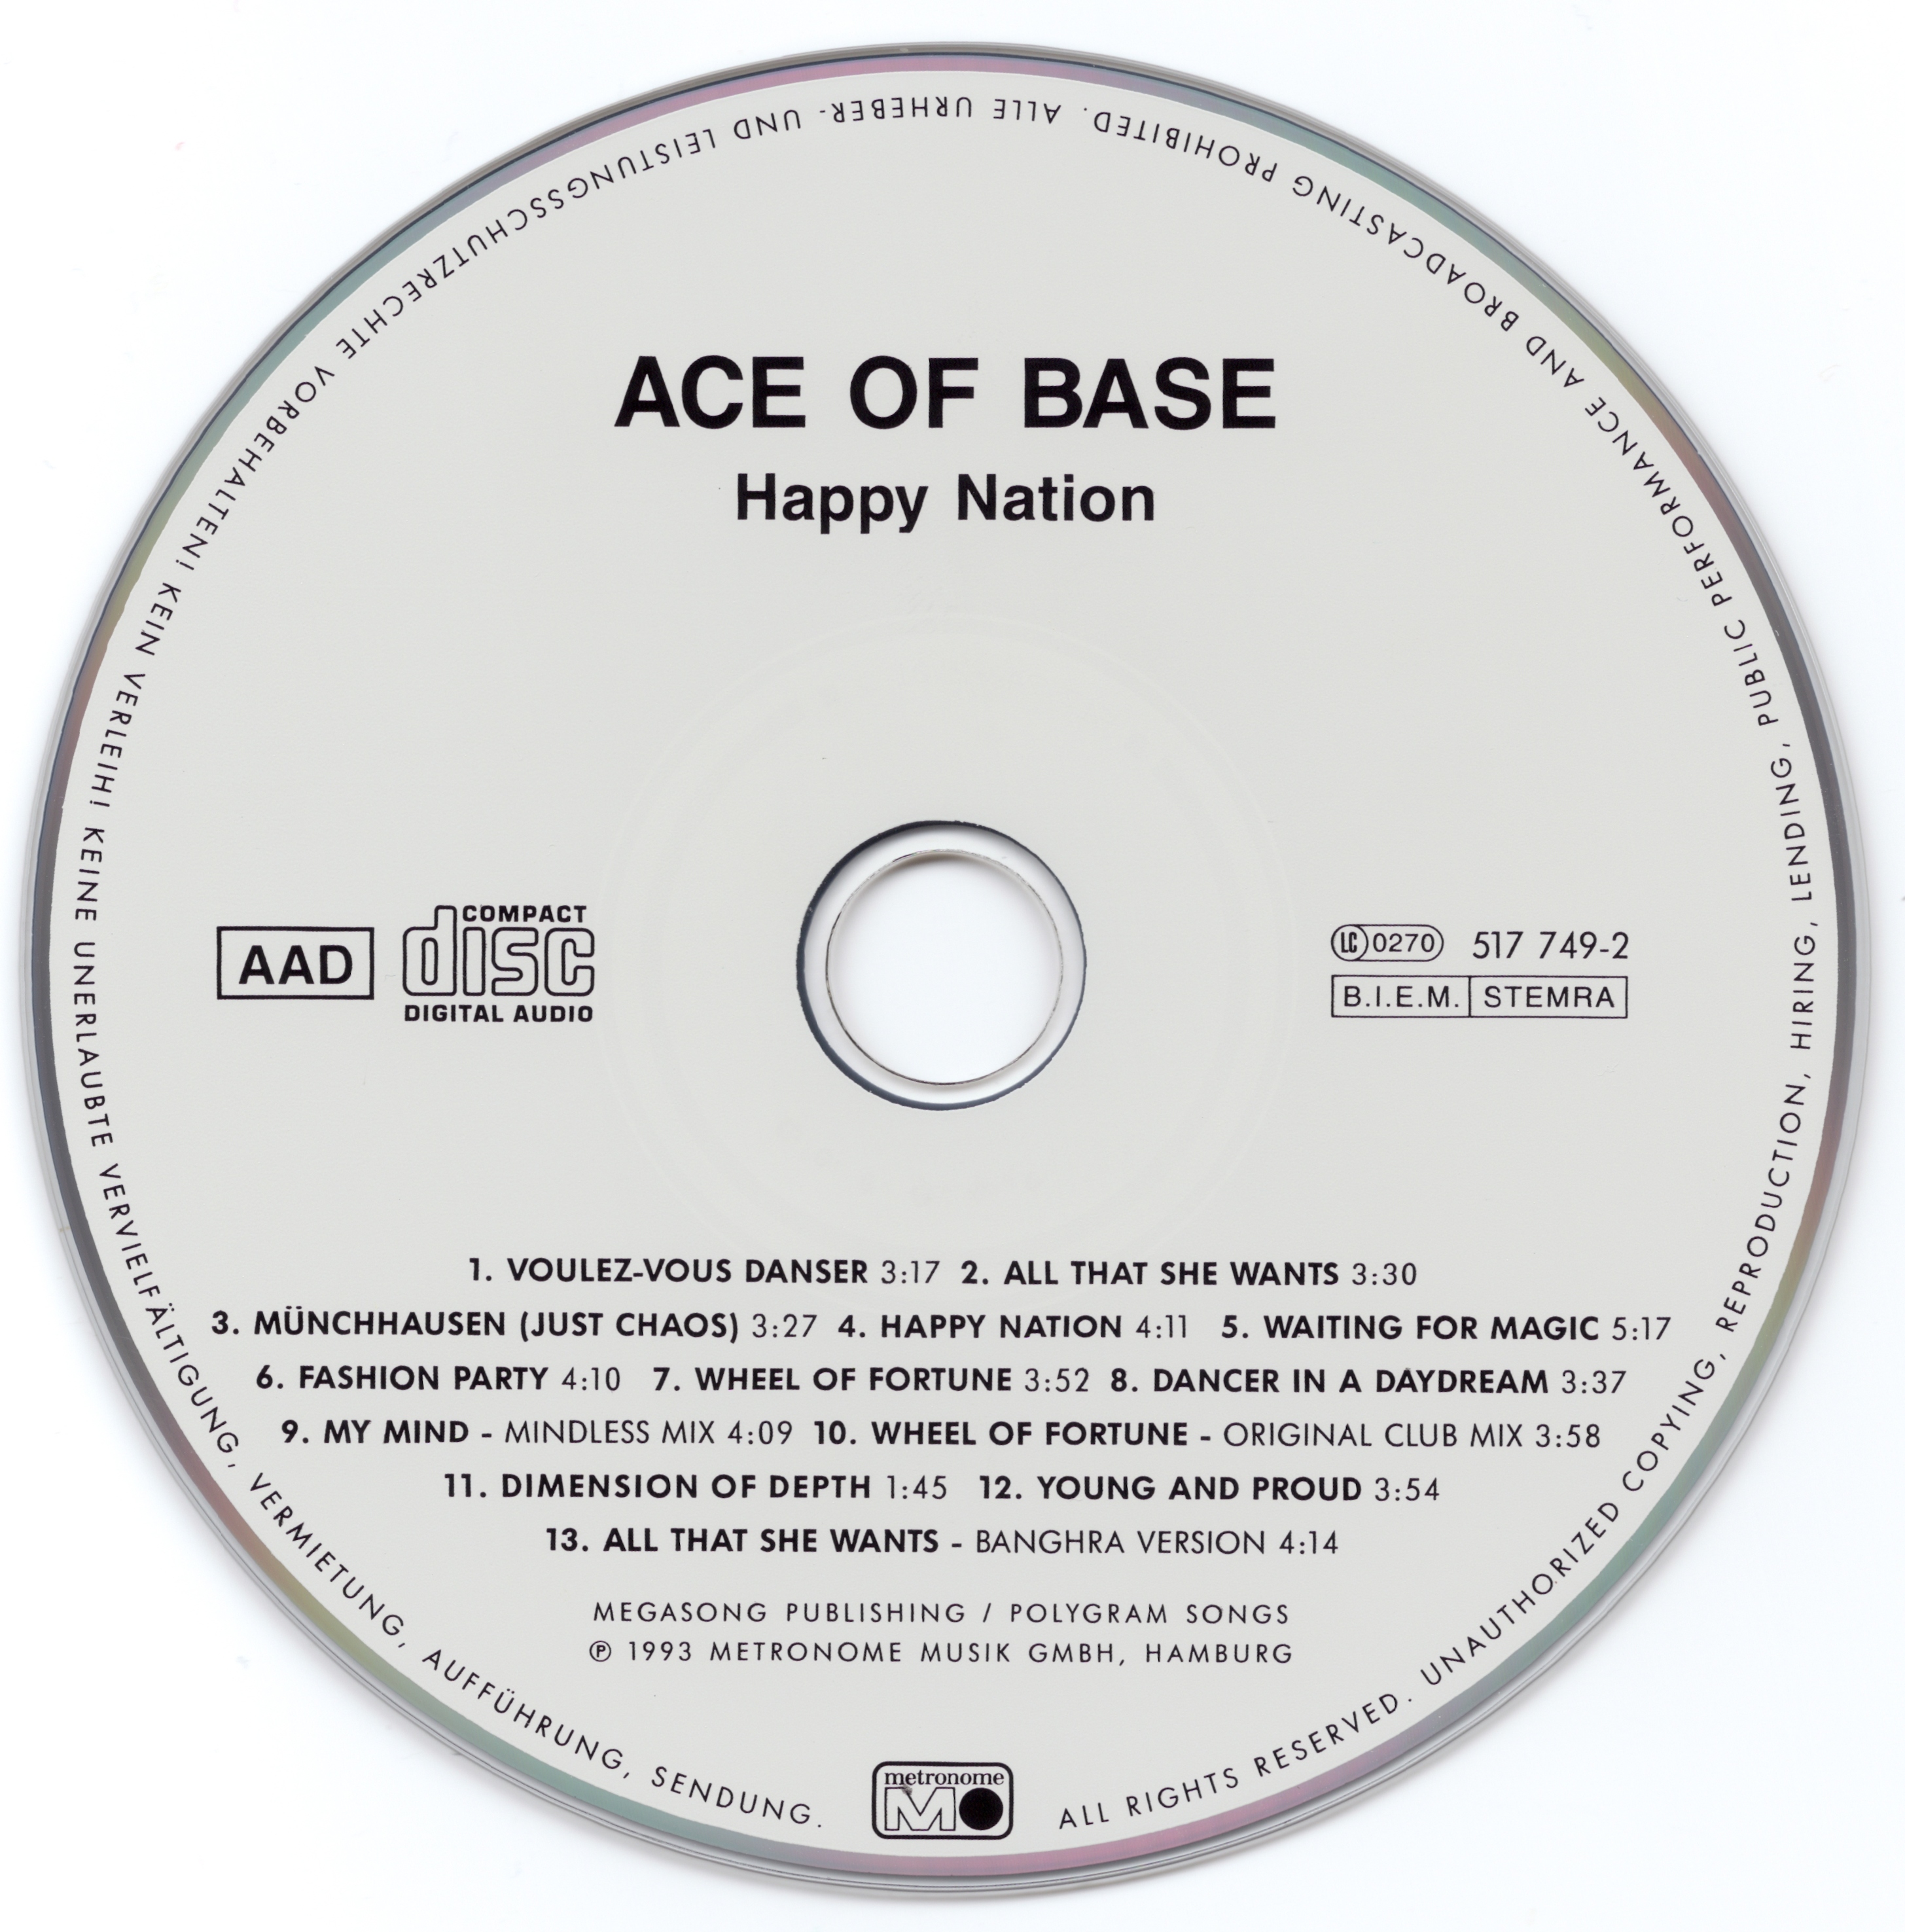 ACE OF BASE
Happy Nation
AAD
COMPACT
disc
DIGITAL AUDIO
LC 0270 517 749-2
B.I.E.M. STEMRA
1. VOULEZ-VOUS DANSER 3:17 2. ALL THAT SHE WANTS 3:30
3. MÜNCHHAUSEN (JUST CHAOS) 3:27 4. HAPPY NATION 4:11 5. WAITING FOR MAGIC 5:17
6. FASHION PARTY 4:10 7. WHEEL OF FORTUNE 3:52 8. DANCER IN A DAYDREAM 3:37
9. MY MIND - MINDLESS MIX 4:09 10. WHEEL OF FORTUNE - ORIGINAL CLUB MIX 3:58
11. DIMENSION OF DEPTH 1:45 12. YOUNG AND PROUD 3:54
13. ALL THAT SHE WANTS - BANGHRA VERSION 4:14
MEGASONG PUBLISHING / POLYGRAM SONGS
℗ 1993 METRONOME MUSIK GMBH, HAMBURG
metronome
M
ALL RIGHTS RESERVED. UNAUTHORIZED COPYING, REPRODUCTION, HIRING, LENDING, PUBLIC PERFORMANCE AND BROADCASTING PROHIBITED. ALLE URHEBER- UND LEISTUNGSSCHUTZRECHTE VORBEHALTEN! KEIN VERLEIH! KEINE UNERLAUBTE VERVIELFÄLTIGUNG, VERMIETUNG, AUFFÜHRUNG, SENDUNG.